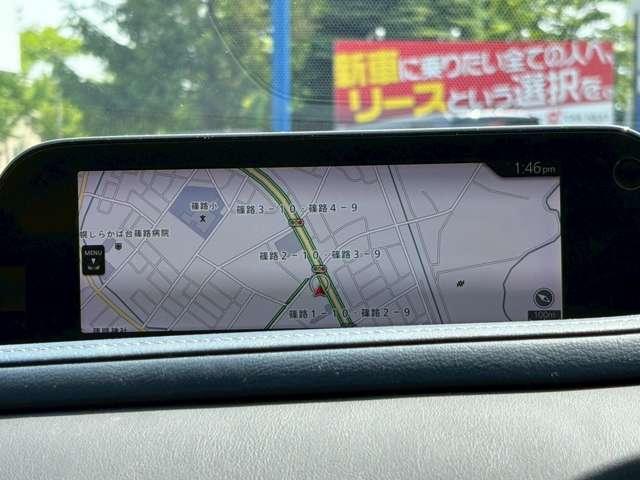 新車に乗りたい全ての人へ、
リースという選択を。
1:46 pm
篠路小
篠路3-10 篠路4-9
幌しらかば台篠路病院
MENU
篠路2-10 篠路3-9
篠路1-10 篠路2-9
篠路神社
100m